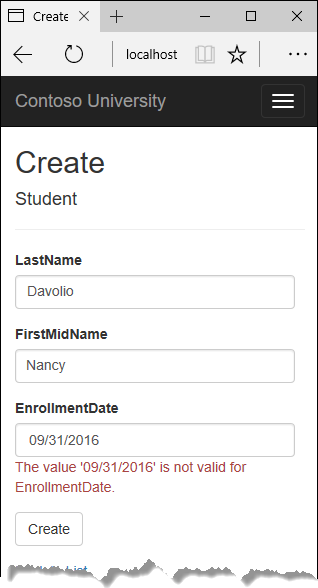 Create
localhost
Contoso University
Create
Student
LastName
Davolio
FirstMidName
Nancy
EnrollmentDate
09/31/2016
The value '09/31/2016' is not valid for
EnrollmentDate.
Create